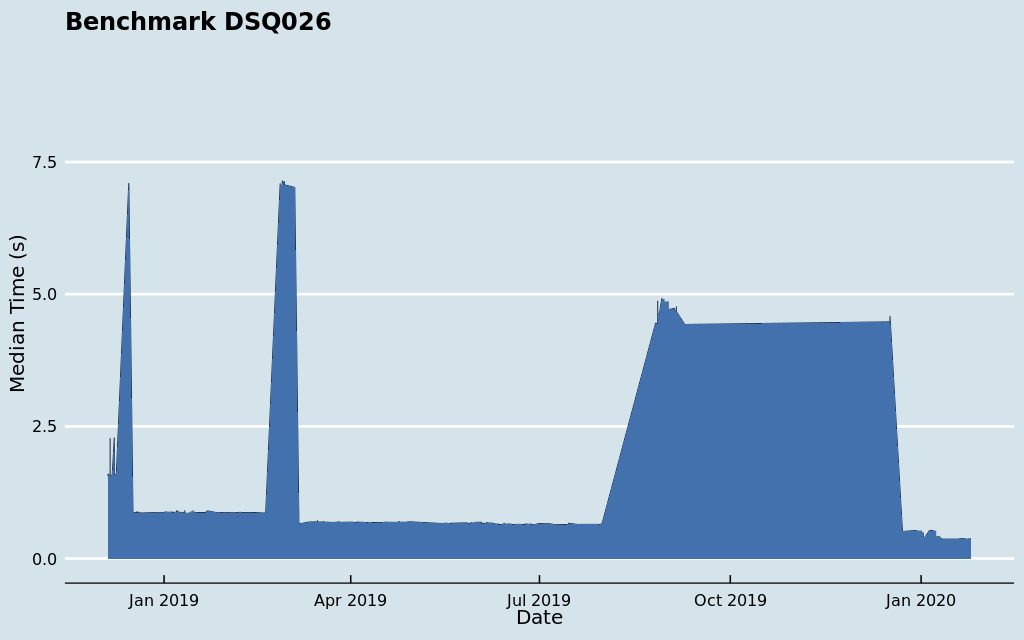 Benchmark DSQ026
7.5
5.0
2.5
0.0
Median Time (s)
Jan 2019
Apr 2019
Jul 2019
Oct 2019
Jan 2020
Date